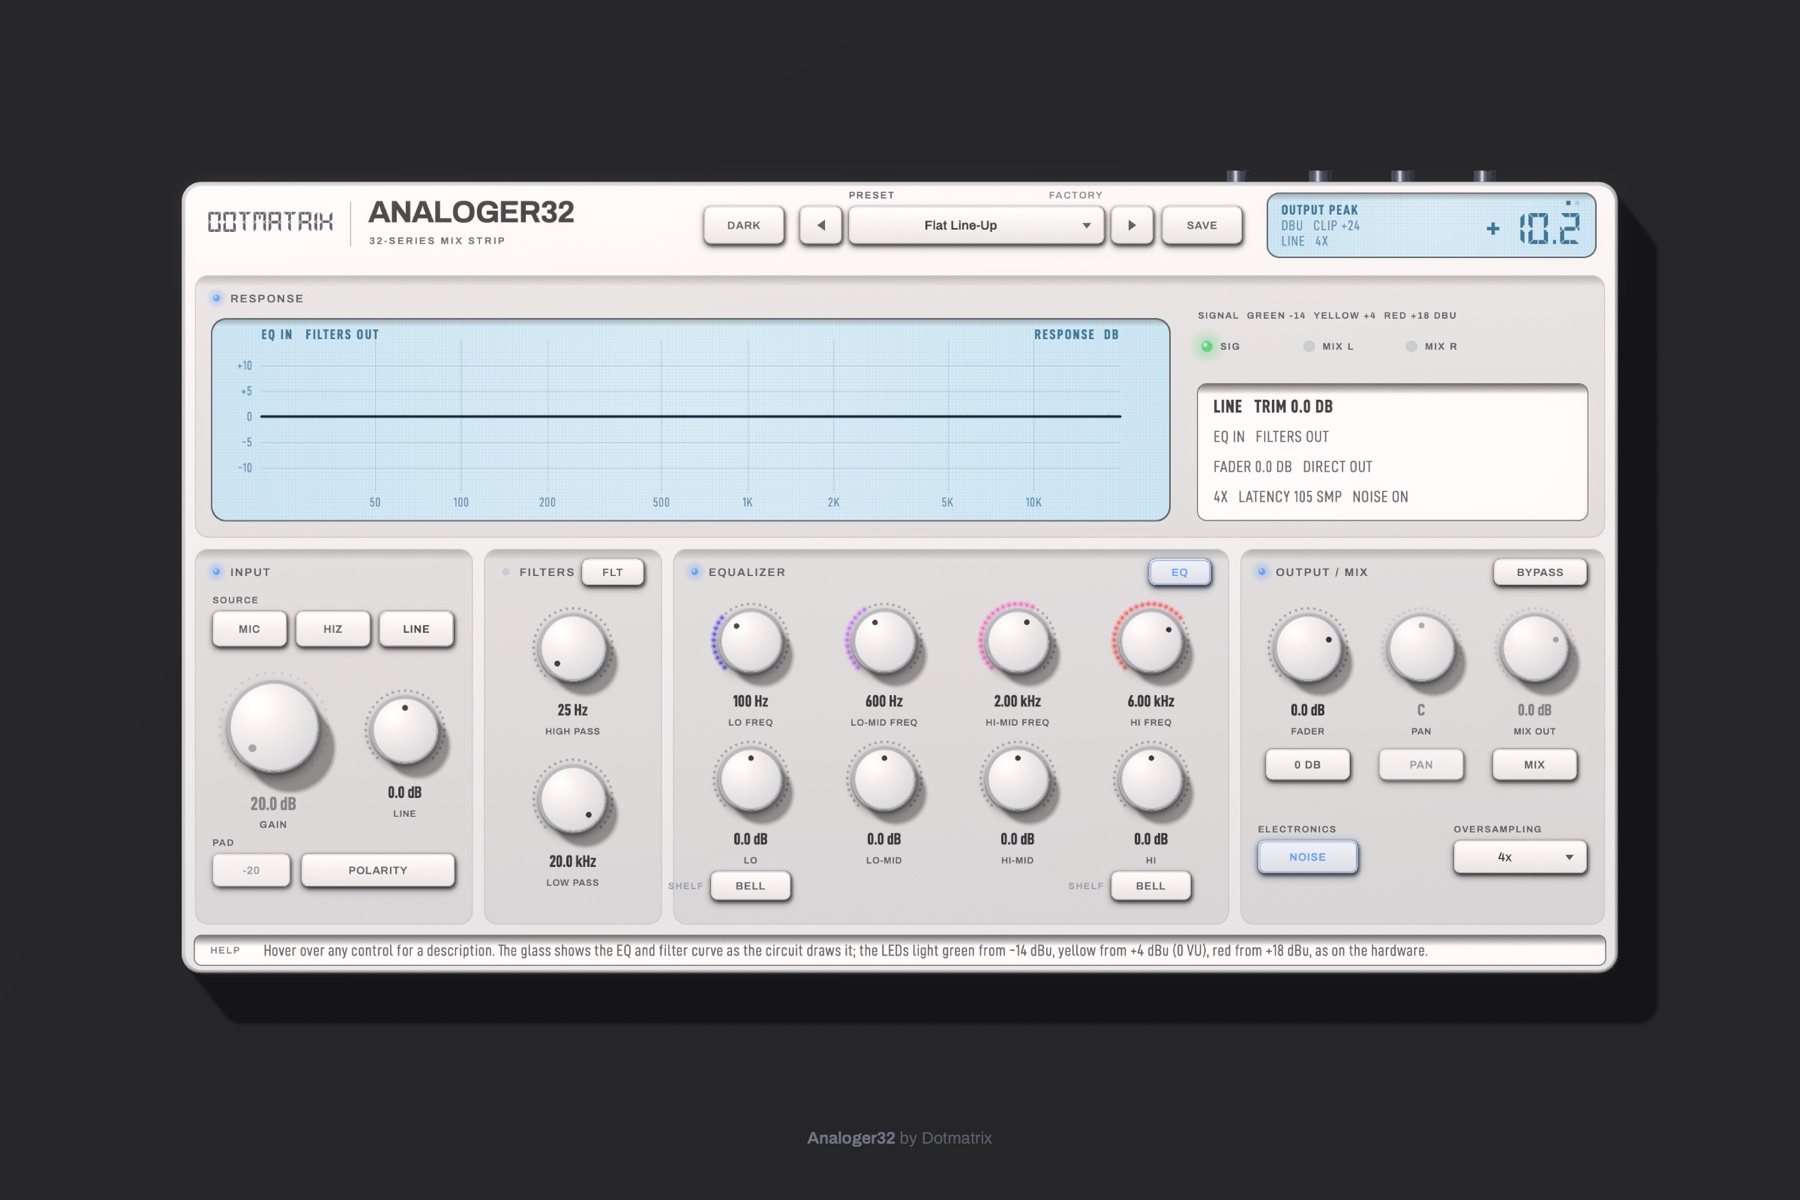 DOTMATRIX
ANALOGER32
32-SERIES MIX STRIP
DARK
PRESET
FACTORY
Flat Line-Up
SAVE
OUTPUT PEAK
DBU CLIP +24
LINE 4X
+ 10.2
RESPONSE
EQ IN FILTERS OUT
RESPONSE DB
+10
+5
0
-5
-10
50 100 200 500 1K 2K 5K 10K
SIGNAL GREEN -14 YELLOW +4 RED +18 DBU
SIG MIX L MIX R
LINE TRIM 0.0 DB
EQ IN FILTERS OUT
FADER 0.0 DB DIRECT OUT
4X LATENCY 105 SMP NOISE ON
INPUT
SOURCE
MIC HIZ LINE
20.0 dB
GAIN
0.0 dB
LINE
PAD
-20 POLARITY
FILTERS FLT
25 Hz
HIGH PASS
20.0 kHz
LOW PASS
EQUALIZER EQ
100 Hz 600 Hz 2.00 kHz 6.00 kHz
LO FREQ LO-MID FREQ HI-MID FREQ HI FREQ
0.0 dB 0.0 dB 0.0 dB 0.0 dB
LO LO-MID HI-MID HI
SHELF BELL SHELF BELL
OUTPUT / MIX BYPASS
0.0 dB C 0.0 dB
FADER PAN MIX OUT
0 DB PAN MIX
ELECTRONICS OVERSAMPLING
NOISE 4x
HELP Hover over any control for a description. The glass shows the EQ and filter curve as the circuit draws it; the LEDs light green from -14 dBu, yellow from +4 dBu (0 VU), red from +18 dBu, as on the hardware.
Analoger32 by Dotmatrix